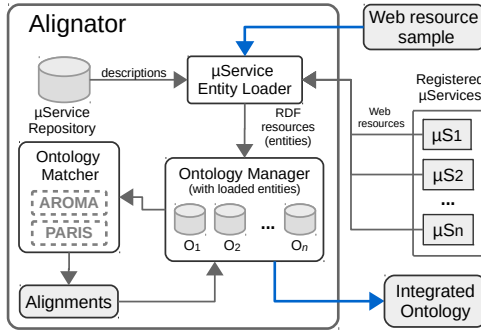 Alignator
Web resource
sample
descriptions
µService
Entity Loader
µService
Repository
RDF
resources
(entities)
Registered
µServices
Web
resources
µS1
µS2
...
µSn
Ontology
Matcher
AROMA
PARIS
Ontology Manager
(with loaded entities)
O1 O2 ... On
Alignments
Integrated
Ontology